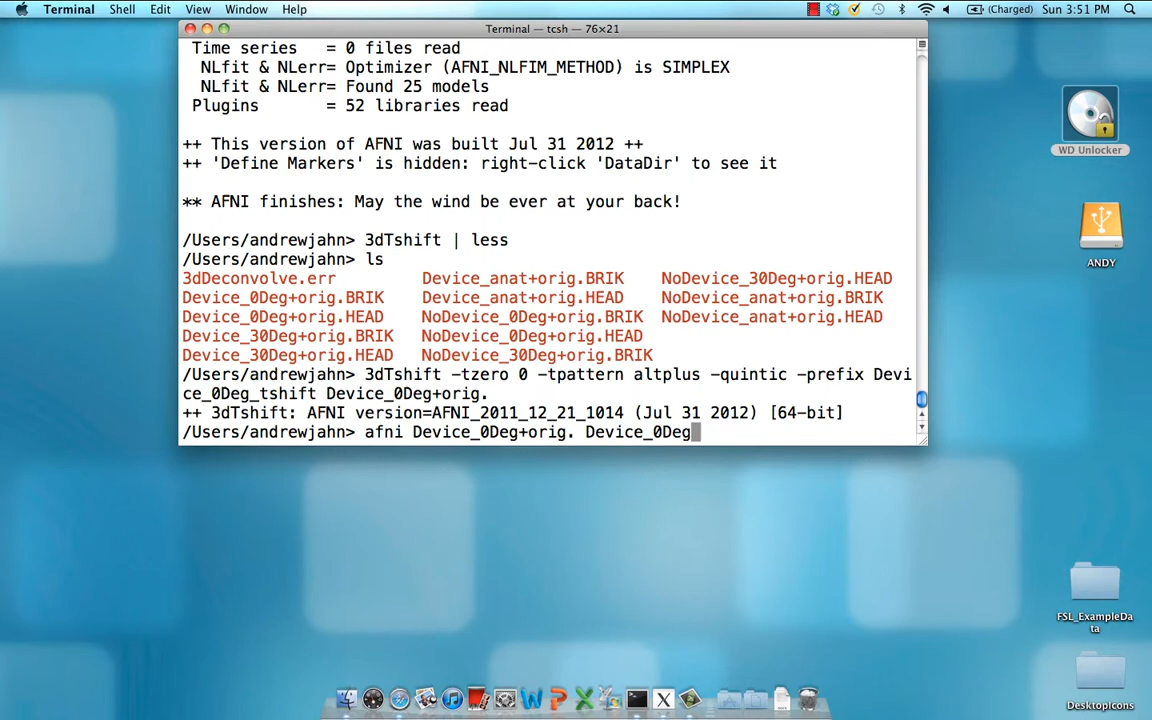 Terminal Shell Edit View Window Help (Charged) Sun 3:51 PM
Terminal — tcsh — 76×21
Time series   = 0 files read
NLfit & NLerr= Optimizer (AFNI_NLFIM_METHOD) is SIMPLEX
NLfit & NLerr= Found 25 models
Plugins       = 52 libraries read
++ This version of AFNI was built Jul 31 2012 ++
++ 'Define Markers' is hidden: right-click 'DataDir' to see it
** AFNI finishes: May the wind be ever at your back!
/Users/andrewjahn> 3dTshift | less
/Users/andrewjahn> ls
3dDeconvolve.err Device_anat+orig.BRIK NoDevice_30Deg+orig.HEAD
Device_0Deg+orig.BRIK Device_anat+orig.HEAD NoDevice_anat+orig.BRIK
Device_0Deg+orig.HEAD NoDevice_0Deg+orig.BRIK NoDevice_anat+orig.HEAD
Device_30Deg+orig.BRIK NoDevice_0Deg+orig.HEAD
Device_30Deg+orig.HEAD NoDevice_30Deg+orig.BRIK
/Users/andrewjahn> 3dTshift -tzero 0 -tpattern altplus -quintic -prefix Devi
ce_0Deg_tshift Device_0Deg+orig.
++ 3dTshift: AFNI version=AFNI_2011_12_21_1014 (Jul 31 2012) [64-bit]
/Users/andrewjahn> afni Device_0Deg+orig. Device_0Deg
WD Unlocker
ANDY
FSL_ExampleDa
ta
DesktopIcons